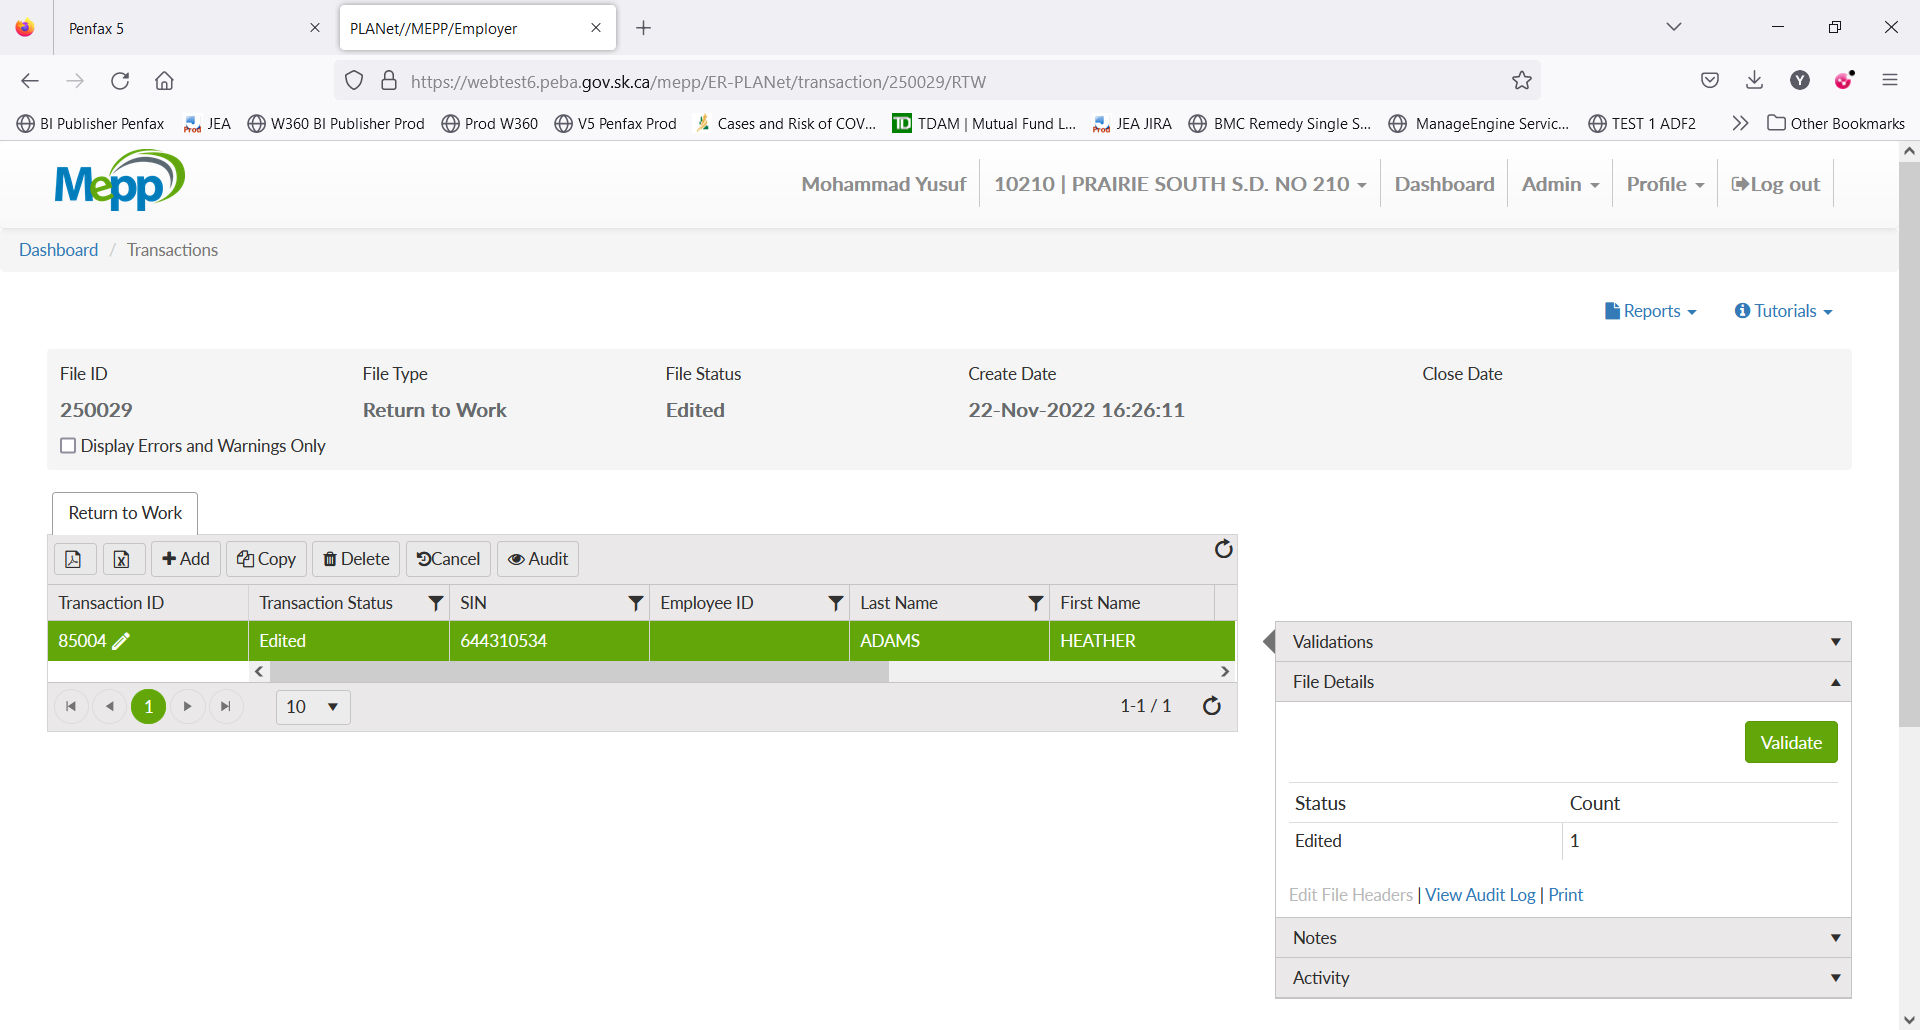 Penfax 5
PLANet//MEPP/Employer
https://webtest6.peba.gov.sk.ca/mepp/ER-PLANet/transaction/250029/RTW
Y
BI Publisher Penfax
Prod JEA
W360 BI Publisher Prod
Prod W360
V5 Penfax Prod
Cases and Risk of COV...
TD TDAM | Mutual Fund L...
Prod JEA JIRA
BMC Remedy Single S...
ManageEngine Servic...
TEST 1 ADF2
Other Bookmarks
Mepp
Mohammad Yusuf
10210 | PRAIRIE SOUTH S.D. NO 210
Dashboard
Admin
Profile
Log out
Dashboard / Transactions
Reports
Tutorials
File ID
File Type
File Status
Create Date
Close Date
250029
Return to Work
Edited
22-Nov-2022 16:26:11
Display Errors and Warnings Only
Return to Work
Add
Copy
Delete
Cancel
Audit
Transaction ID
Transaction Status
SIN
Employee ID
Last Name
First Name
85004
Edited
644310534
ADAMS
HEATHER
1
10
1-1 / 1
Validations
File Details
Validate
Status
Count
Edited
1
Edit File Headers | View Audit Log | Print
Notes
Activity